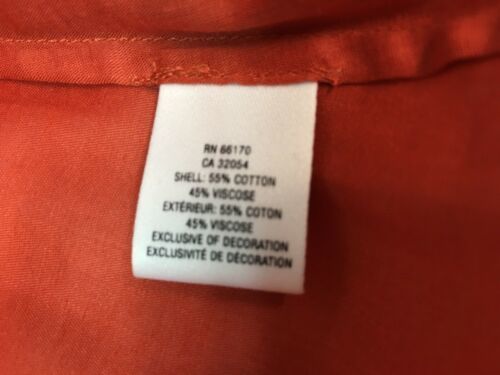 RN 66170
CA 32054
SHELL: 55% COTTON
45% VISCOSE
EXTÉRIEUR: 55% COTON
45% VISCOSE
EXCLUSIVE OF DECORATION
EXCLUSIVITÉ DE DÉCORATION